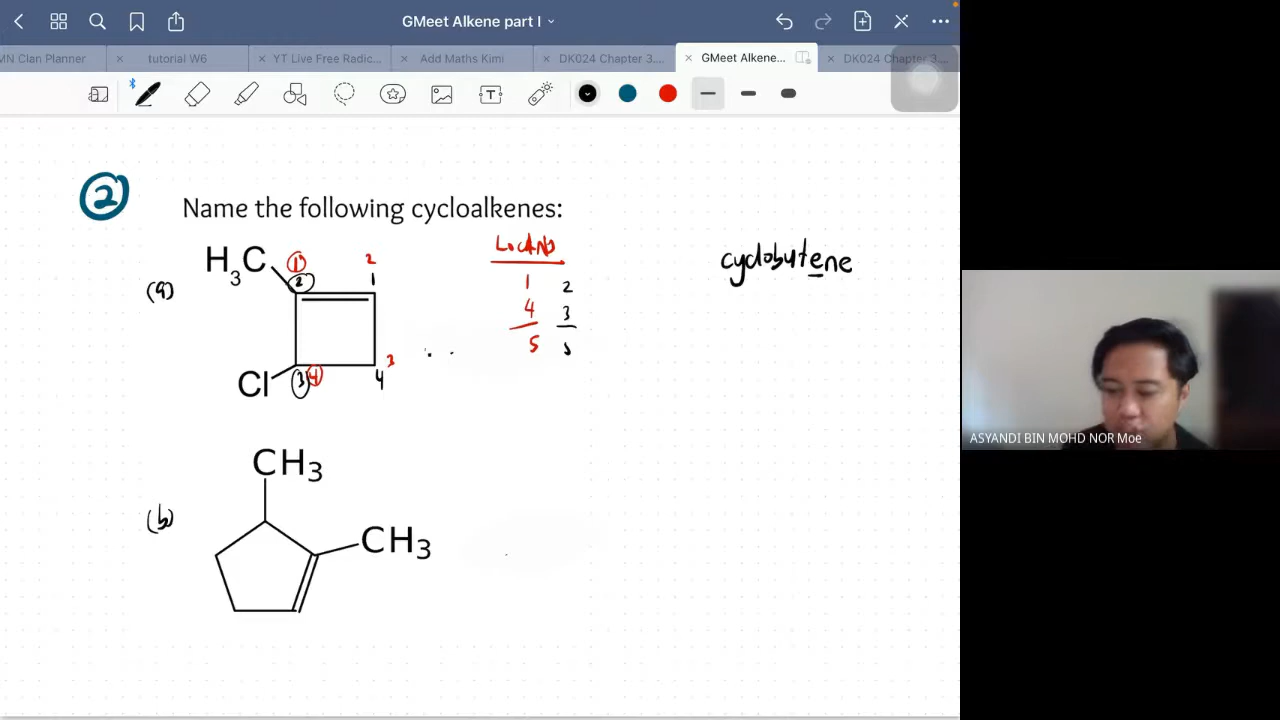 GMeet Alkene part I
MN Clan Planner
tutorial W6
YT Live Free Radic...
Add Maths Kimi
DK024 Chapter 3....
GMeet Alkene...
DK024 Chapter 3....
2
Name the following cycloalkenes:
(a)
H3C
1
2
2
1
Cl
3
4
3
4
1 2
4 3
5 5
cyclobutene
ASYANDI BIN MOHD NOR Moe
(b)
CH3
CH3